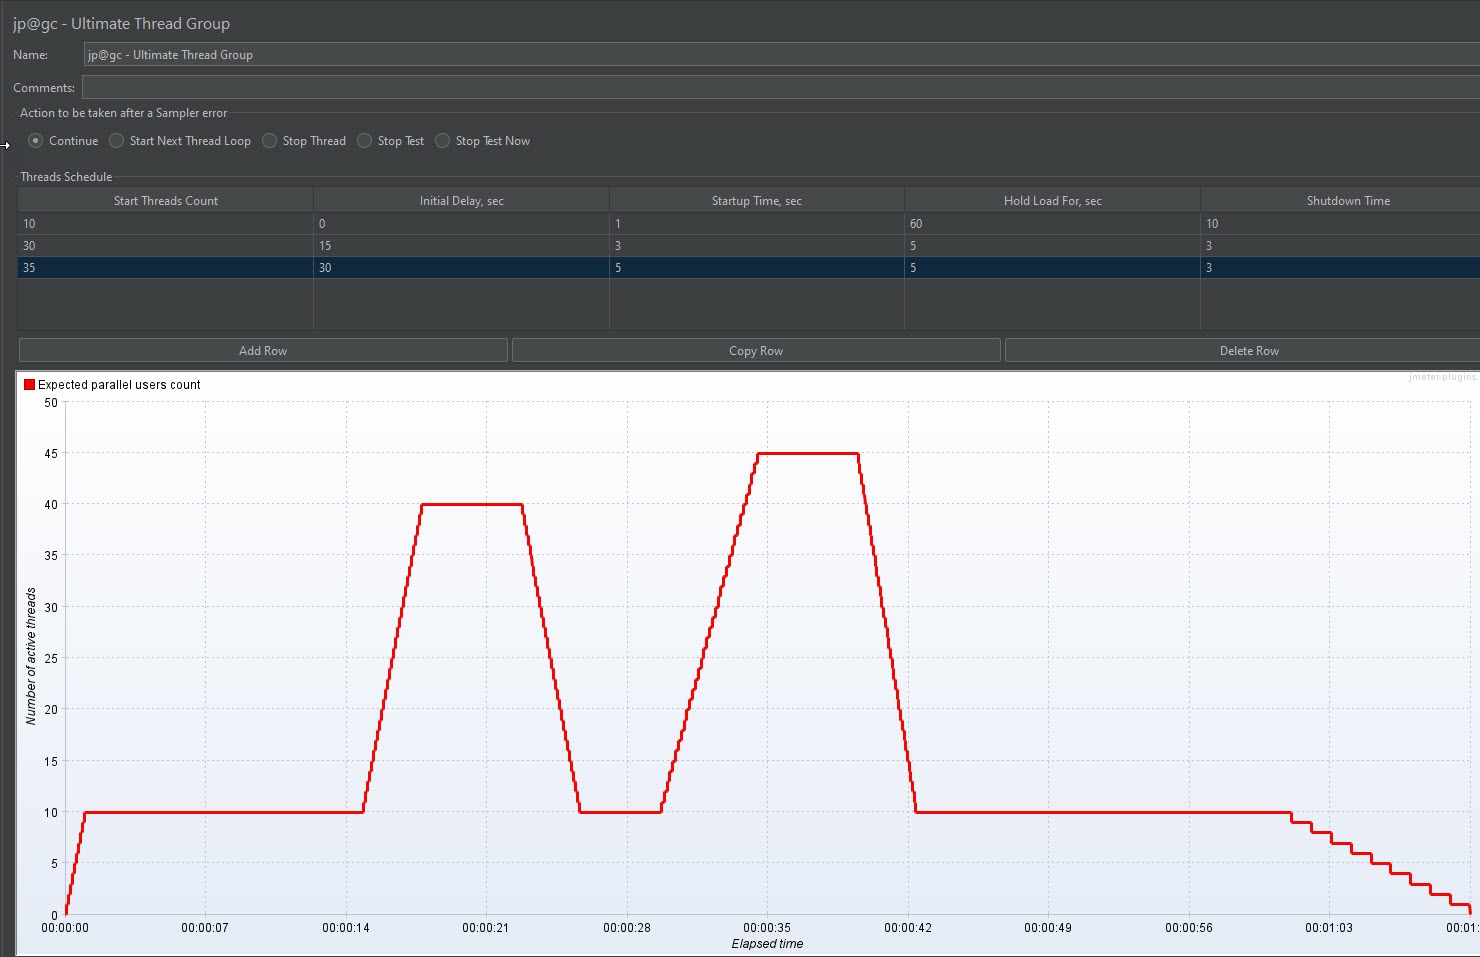 jp@gc - Ultimate Thread Group
Name: jp@gc - Ultimate Thread Group
Comments:
Action to be taken after a Sampler error
Continue Start Next Thread Loop Stop Thread Stop Test Stop Test Now
Threads Schedule
Start Threads Count Initial Delay, sec Startup Time, sec Hold Load For, sec Shutdown Time
10 0 1 60 10
30 15 3 5 3
35 30 5 5 3
Add Row Copy Row Delete Row
Expected parallel users count
jmeter-plugins.
50
45
40
35
30
25
20
15
10
5
0
Number of active threads
00:00:00 00:00:07 00:00:14 00:00:21 00:00:28 00:00:35 00:00:42 00:00:49 00:00:56 00:01:03 00:01:
Elapsed time